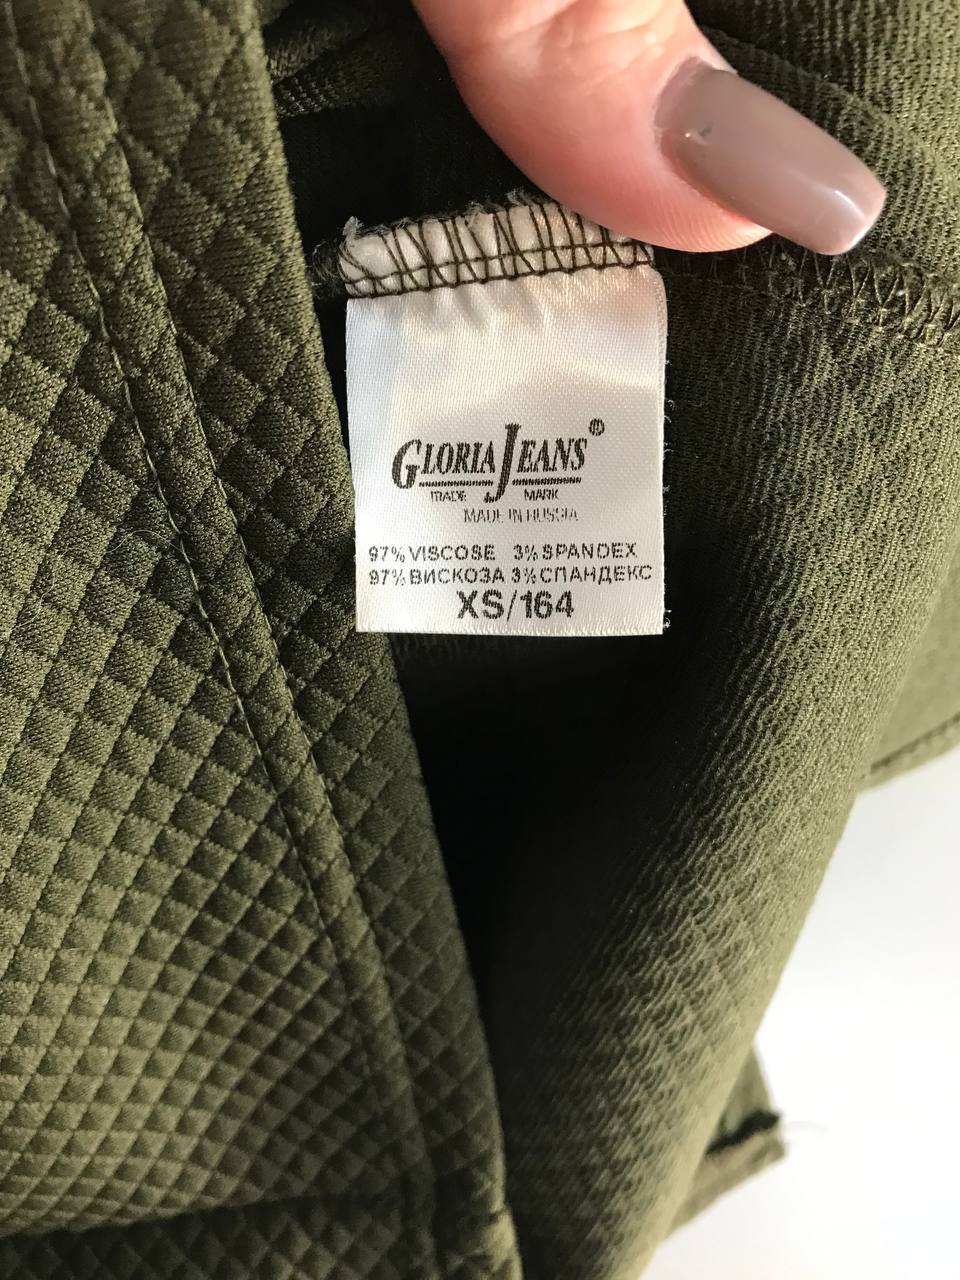 GLORIA JEANS®
TRADE MARK
MADE IN RUSSIA
97% VISCOSE 3% SPANDEX
97% ВИСКОЗА 3% СПАНДЕКС
XS/164